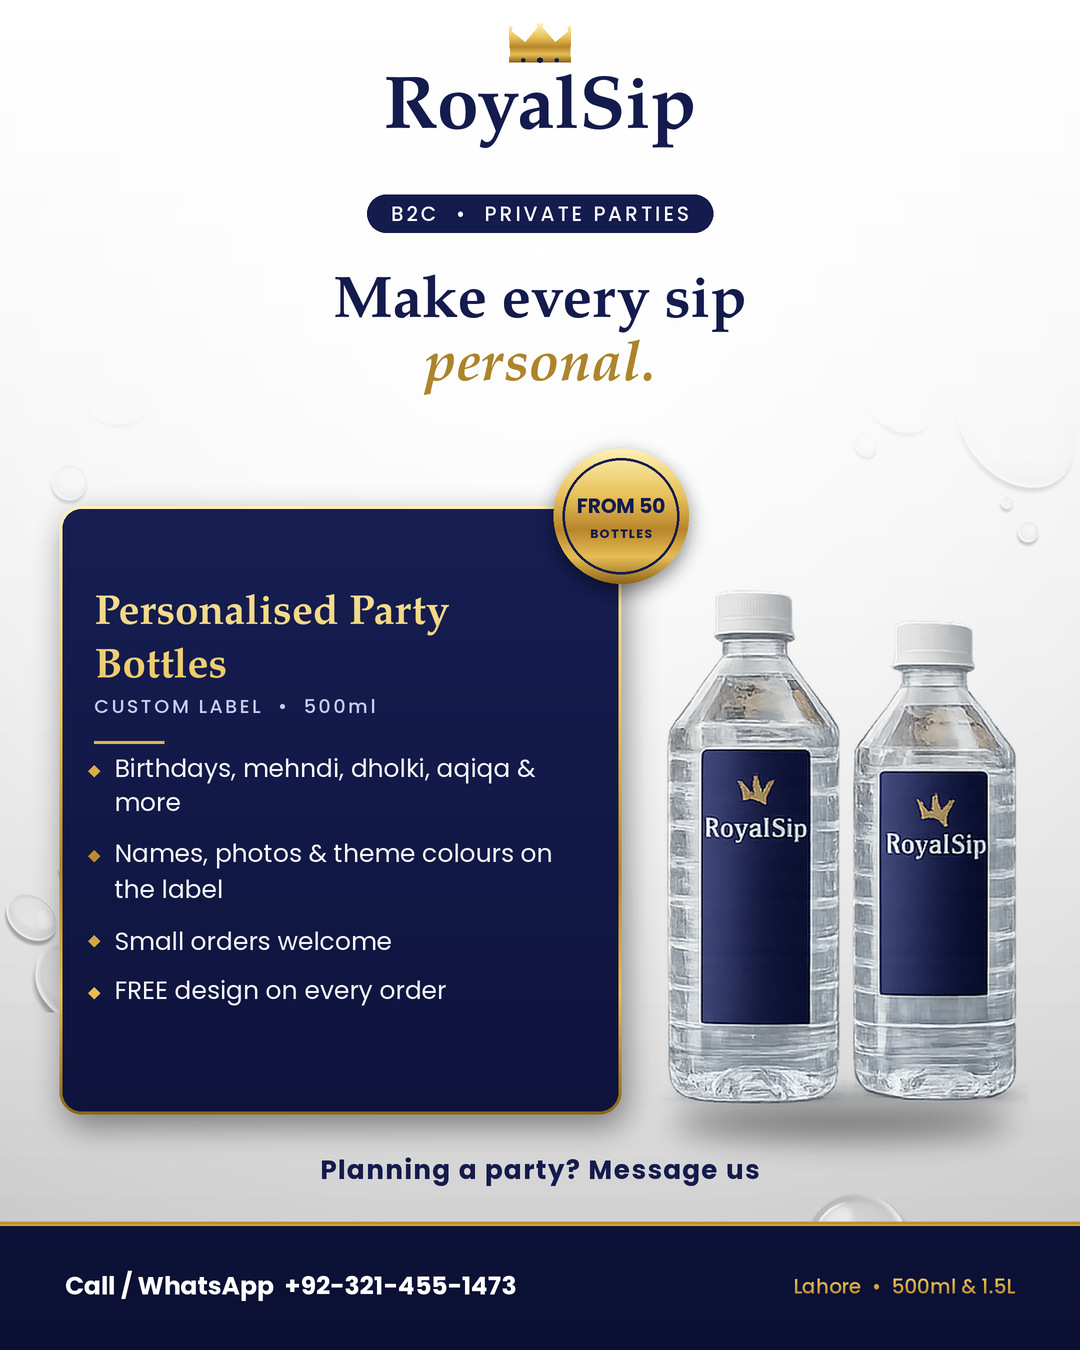 RoyalSip
B2C • PRIVATE PARTIES
Make every sip
personal.
FROM 50
BOTTLES
Personalised Party
Bottles
CUSTOM LABEL • 500ml
Birthdays, mehndi, dholki, aqiqa &
more
Names, photos & theme colours on
the label
Small orders welcome
FREE design on every order
RoyalSip
RoyalSip
Planning a party? Message us
Call / WhatsApp +92-321-455-1473
Lahore • 500ml & 1.5L